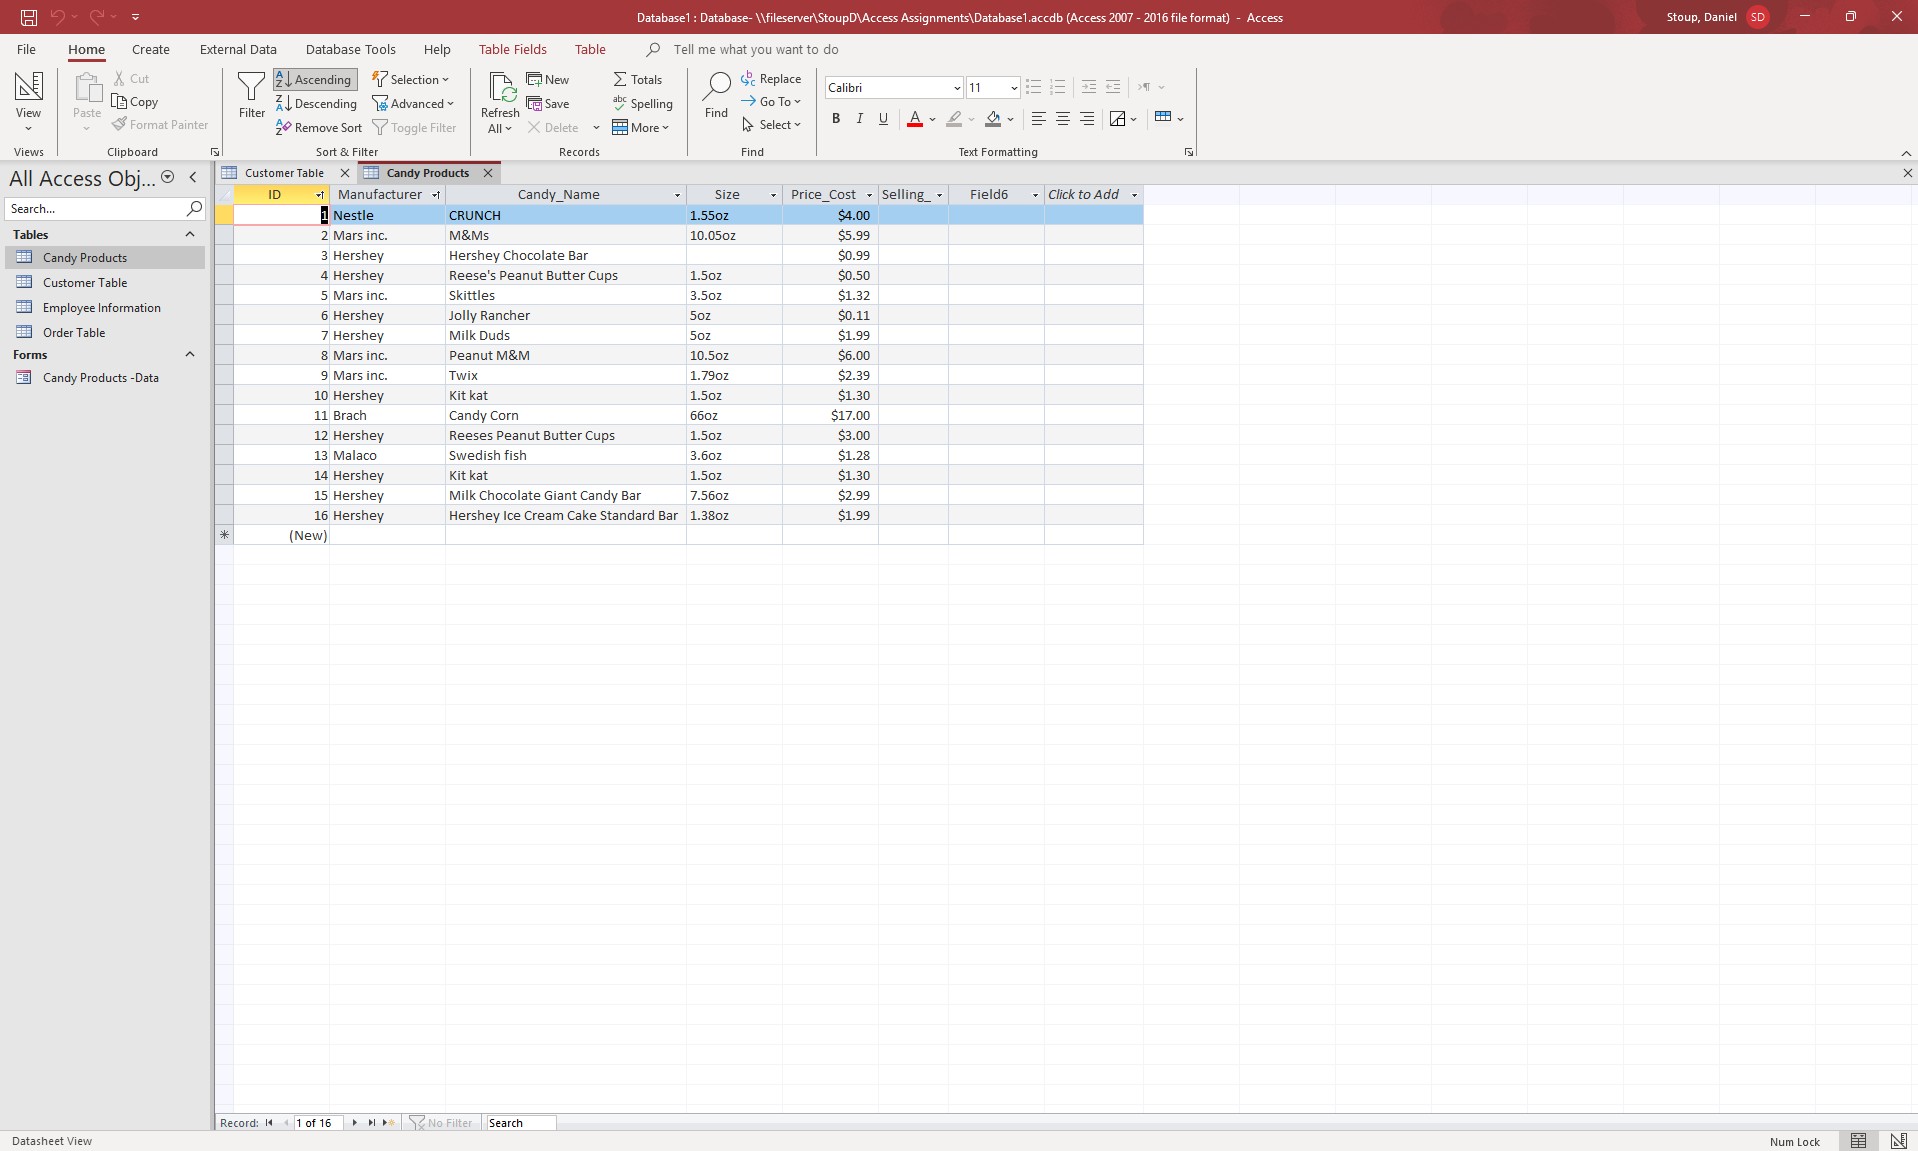 Database1 : Database- \\fileserver\StoupD\Access Assignments\Database1.accdb (Access 2007 - 2016 file format) - Access
Stoup, Daniel SD
File Home Create External Data Database Tools Help Table Fields Table Tell me what you want to do
View
Views
Paste
Cut
Copy
Format Painter
Clipboard
Filter
Ascending
Descending
Remove Sort
Selection
Advanced
Toggle Filter
Sort & Filter
Refresh
All
New
Save
Delete
Totals
Spelling
More
Records
Find
Replace
Go To
Select
Find
Calibri 11
B I U A
Text Formatting
All Access Obj...
Search...
Tables
Candy Products
Customer Table
Employee Information
Order Table
Forms
Candy Products -Data
Customer Table Candy Products
ID Manufacturer Candy_Name Size Price_Cost Selling_ Field6 Click to Add
1 Nestle CRUNCH 1.55oz $4.00
2 Mars inc. M&Ms 10.05oz $5.99
3 Hershey Hershey Chocolate Bar $0.99
4 Hershey Reese's Peanut Butter Cups 1.5oz $0.50
5 Mars inc. Skittles 3.5oz $1.32
6 Hershey Jolly Rancher 5oz $0.11
7 Hershey Milk Duds 5oz $1.99
8 Mars inc. Peanut M&M 10.5oz $6.00
9 Mars inc. Twix 1.79oz $2.39
10 Hershey Kit kat 1.5oz $1.30
11 Brach Candy Corn 66oz $17.00
12 Hershey Reeses Peanut Butter Cups 1.5oz $3.00
13 Malaco Swedish fish 3.6oz $1.28
14 Hershey Kit kat 1.5oz $1.30
15 Hershey Milk Chocolate Giant Candy Bar 7.56oz $2.99
16 Hershey Hershey Ice Cream Cake Standard Bar 1.38oz $1.99
(New)
Record: 1 of 16 No Filter Search
Datasheet View
Num Lock